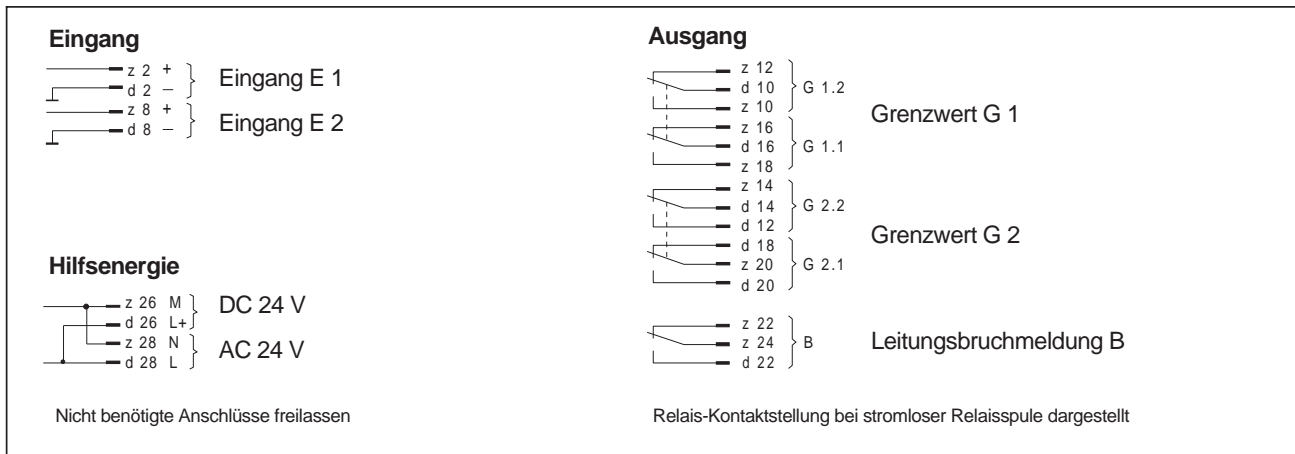 Eingang
z 2 +
d 2 –
Eingang E 1
z 8 +
d 8 –
Eingang E 2
Hilfsenergie
z 26 M
d 26 L+
DC 24 V
z 28 N
d 28 L
AC 24 V
Nicht benötigte Anschlüsse freilassen
Ausgang
z 12
d 10
z 10
G 1.2
z 16
d 16
z 18
G 1.1
Grenzwert G 1
z 14
d 14
d 12
G 2.2
d 18
z 20
d 20
G 2.1
Grenzwert G 2
z 22
z 24
d 22
B
Leitungsbruchmeldung B
Relais-Kontaktstellung bei stromloser Relaisspule dargestellt